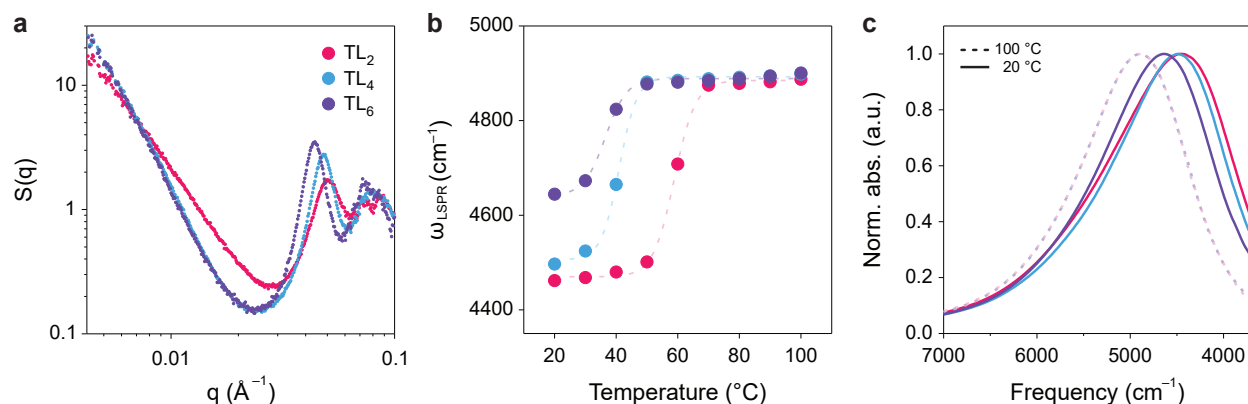 a
10
1
0.1
S(q)
0.01
0.1
q (Å⁻¹)
TL₂
TL₄
TL₆
b
5000
4800
4600
4400
ω_LSPR (cm⁻¹)
20
40
60
80
100
Temperature (°C)
c
1.0
0.8
0.6
0.4
0.2
0.0
Norm. abs. (a.u.)
100 °C
20 °C
7000
6000
5000
4000
Frequency (cm⁻¹)